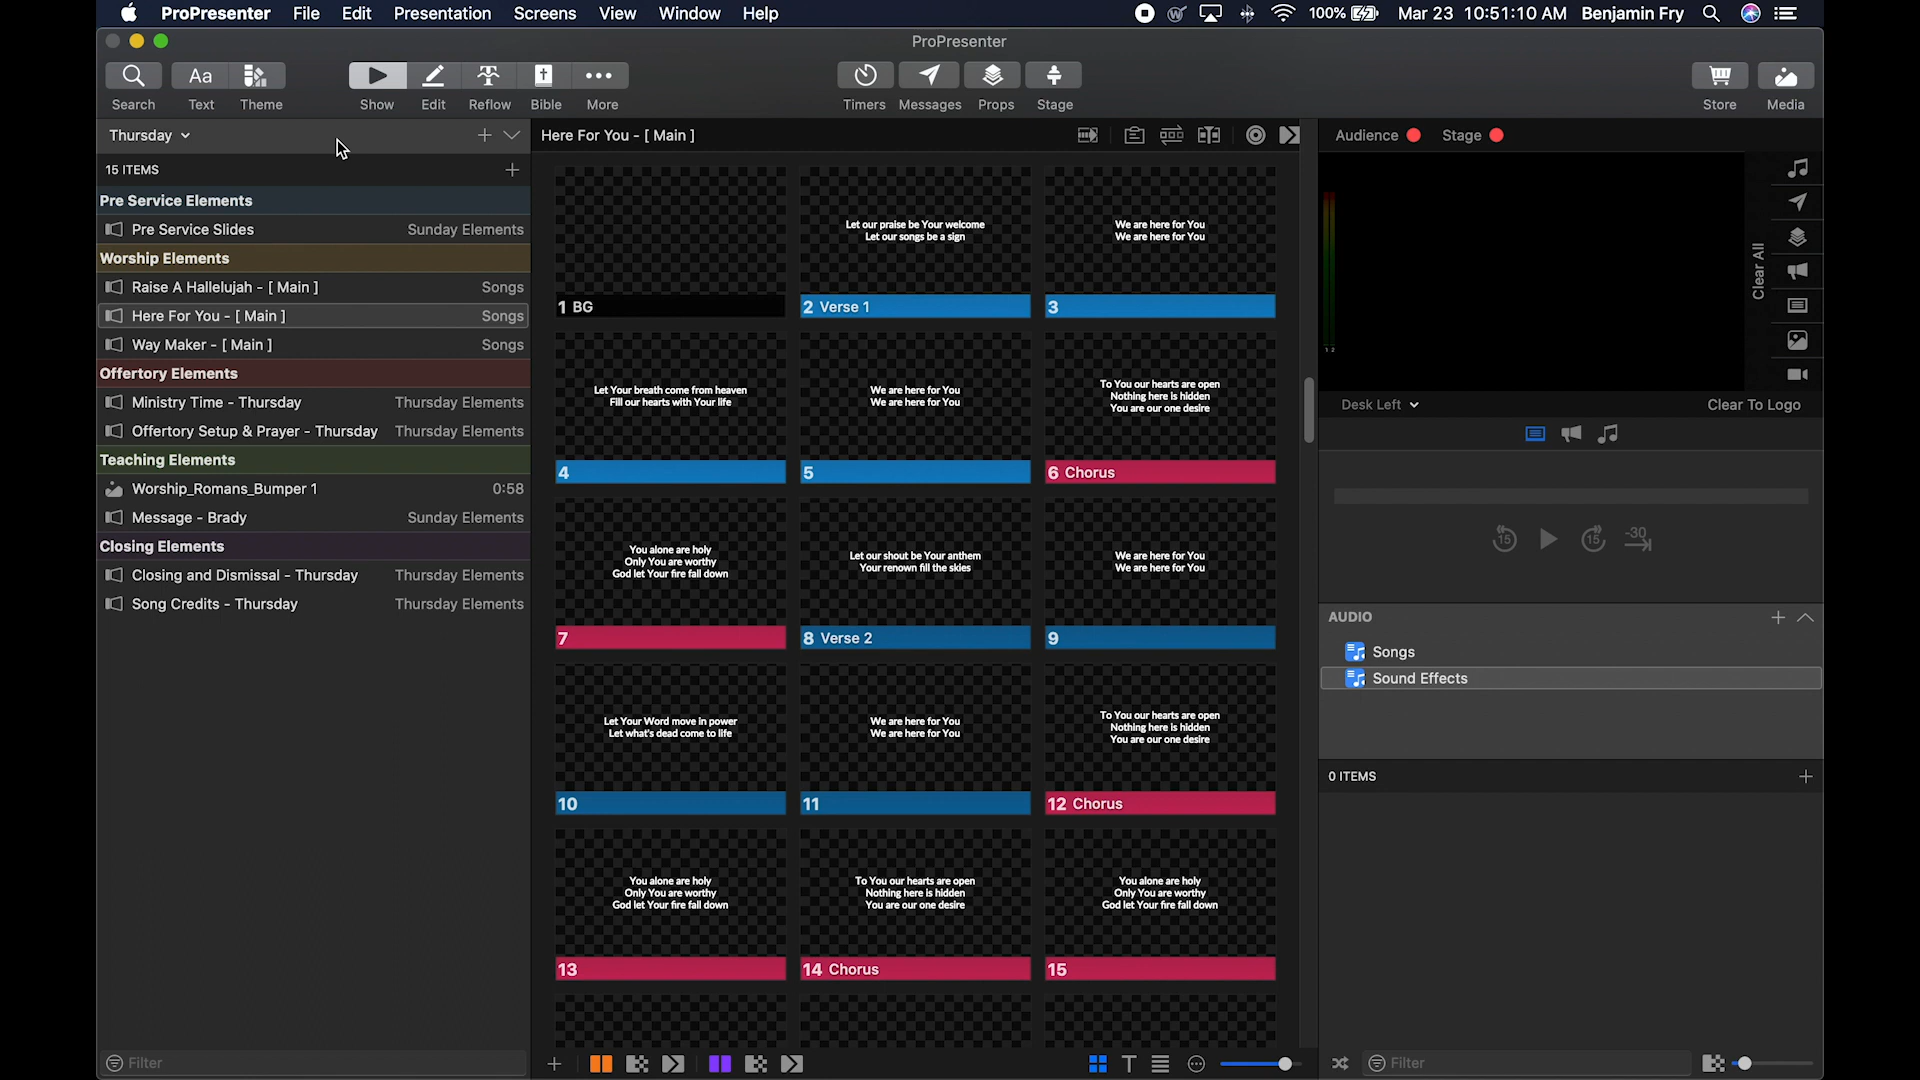 ProPresenter File Edit Presentation Screens View Window Help 100% Mar 23 10:51:10 AM Benjamin Fry
ProPresenter
Search Text Theme Show Edit Reflow Bible More Timers Messages Props Stage Store Media
Thursday
15 ITEMS
Pre Service Elements
Pre Service Slides Sunday Elements
Worship Elements
Raise A Hallelujah - [ Main ] Songs
Here For You - [ Main ] Songs
Way Maker - [ Main ] Songs
Offertory Elements
Ministry Time - Thursday Thursday Elements
Offertory Setup & Prayer - Thursday Thursday Elements
Teaching Elements
Worship_Romans_Bumper 1 0:58
Message - Brady Sunday Elements
Closing Elements
Closing and Dismissal - Thursday Thursday Elements
Song Credits - Thursday Thursday Elements
Filter
Here For You - [ Main ]
1 BG
Let our praise be Your welcome
Let our songs be a sign
2 Verse 1
We are here for You
We are here for You
3
Let Your breath come from heaven
Fill our hearts with Your life
4
We are here for You
We are here for You
5
To You our hearts are open
Nothing here is hidden
You are our one desire
6 Chorus
You alone are holy
Only You are worthy
God let Your fire fall down
7
Let our shout be Your anthem
Your renown fill the skies
8 Verse 2
We are here for You
We are here for You
9
Let Your Word move in power
Let what's dead come to life
10
We are here for You
We are here for You
11
To You our hearts are open
Nothing here is hidden
You are our one desire
12 Chorus
You alone are holy
Only You are worthy
God let Your fire fall down
13
To You our hearts are open
Nothing here is hidden
You are our one desire
14 Chorus
You alone are holy
Only You are worthy
God let Your fire fall down
15
Audience Stage
1 2
Clear All
Desk Left Clear To Logo
15 15 -30
AUDIO
Songs
Sound Effects
0 ITEMS
Filter